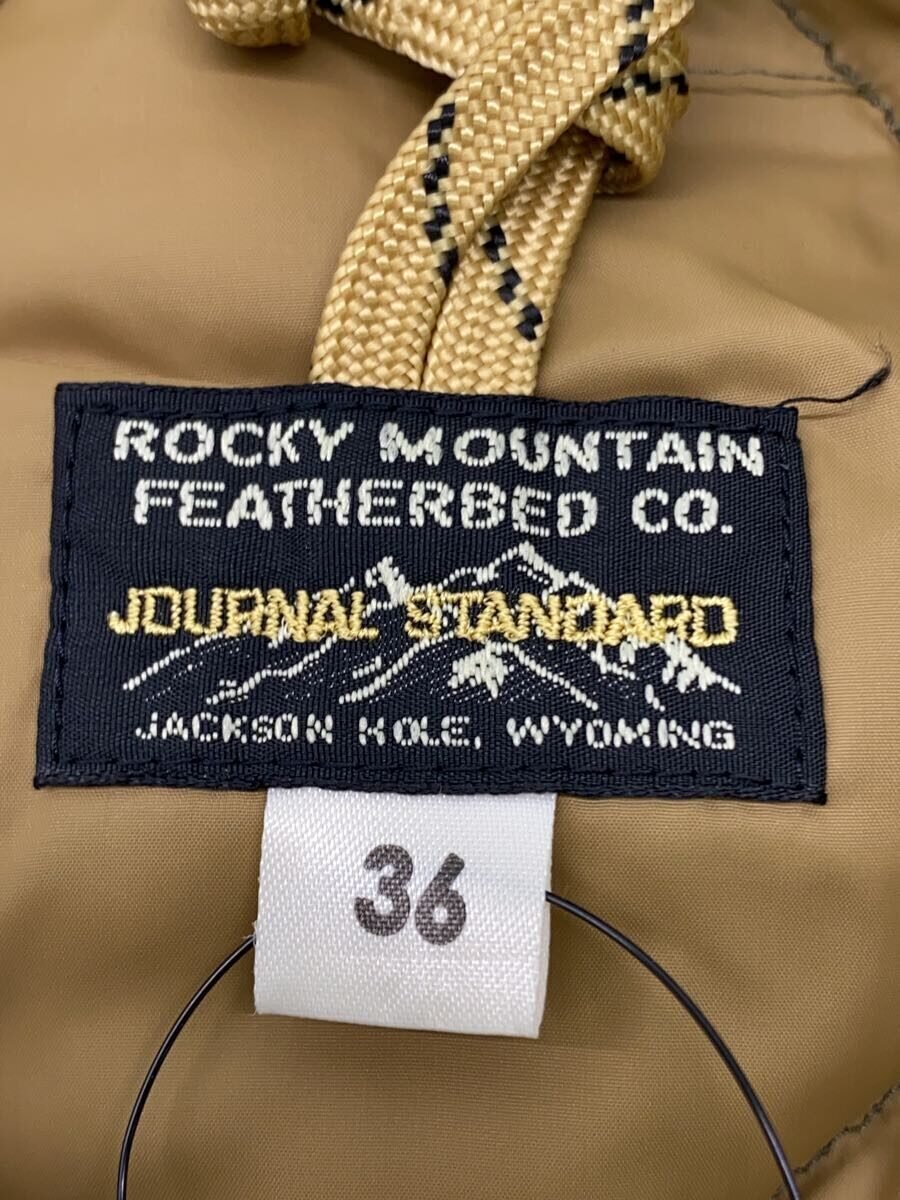 ROCKY MOUNTAIN
FEATHERBED CO.
JOURNAL STANDARD
JACKSON HOLE, WYOMING
36